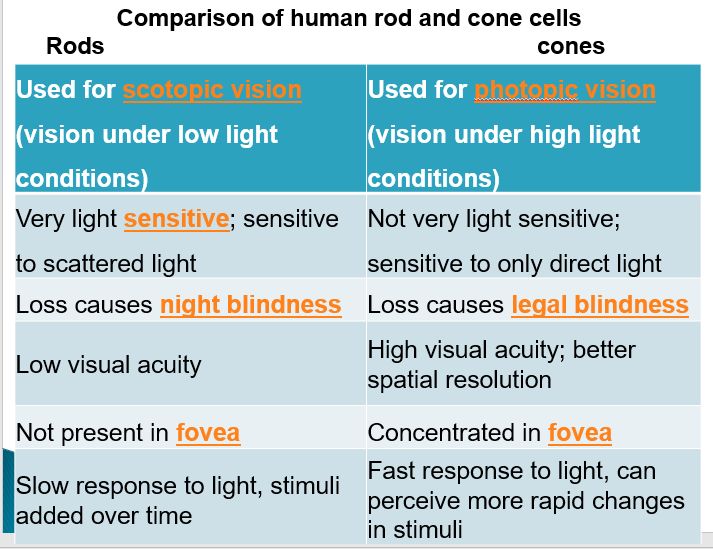 Comparison of human rod and cone cells
Rods
cones
Used for scotopic vision
(vision under low light
conditions)
Used for photopic vision
(vision under high light
conditions)
Very light sensitive; sensitive
to scattered light
Not very light sensitive;
sensitive to only direct light
Loss causes night blindness
Loss causes legal blindness
Low visual acuity
High visual acuity; better
spatial resolution
Not present in fovea
Concentrated in fovea
Slow response to light, stimuli
added over time
Fast response to light, can
perceive more rapid changes
in stimuli